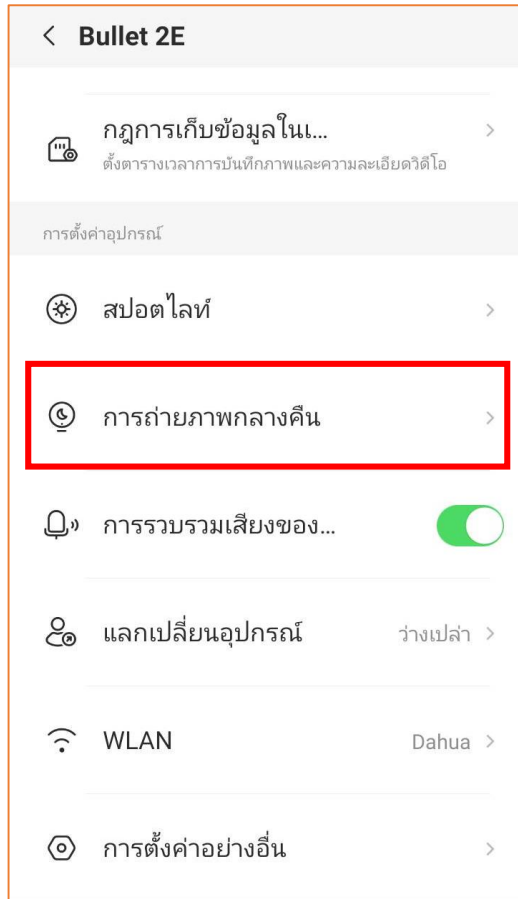 Bullet 2E
กฎการเก็บข้อมูลในเ...
ตั้งตารางเวลาการบันทึกภาพและความละเอียดวิดีโอ
การตั้งค่าอุปกรณ์
สปอตไลท์
การถ่ายภาพกลางคืน
การรวบรวมเสียงของ...
แลกเปลี่ยนอุปกรณ์ ว่างเปล่า
WLAN Dahua
การตั้งค่าอย่างอื่น